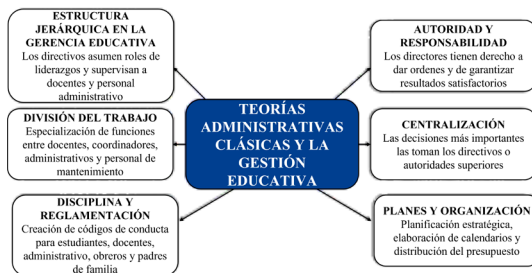 ESTRUCTURA
JERÁRQUICA EN LA
GERENCIA EDUCATIVA
Los directivos asumen roles de
liderazgos y supervisan a
docentes y personal
administrativo
DIVISIÓN DEL TRABAJO
Especialización de funciones
entre docentes, coordinadores,
administrativos y personal de
mantenimiento
DISCIPLINA Y
REGLAMENTACIÓN
Creación de códigos de conducta
para estudiantes, docentes,
administrativo, obreros y padres
de familia
TEORÍAS
ADMINISTRATIVAS
CLÁSICAS Y LA
GESTIÓN
EDUCATIVA
AUTORIDAD Y
RESPONSABILIDAD
Los directores tienen derecho a
dar ordenes y de garantizar
resultados satisfactorios
CENTRALIZACIÓN
Las decisiones más importantes
las toman los directivos o
autoridades superiores
PLANES Y ORGANIZACIÓN
Planificación estratégica,
elaboración de calendarios y
distribución del presupuesto